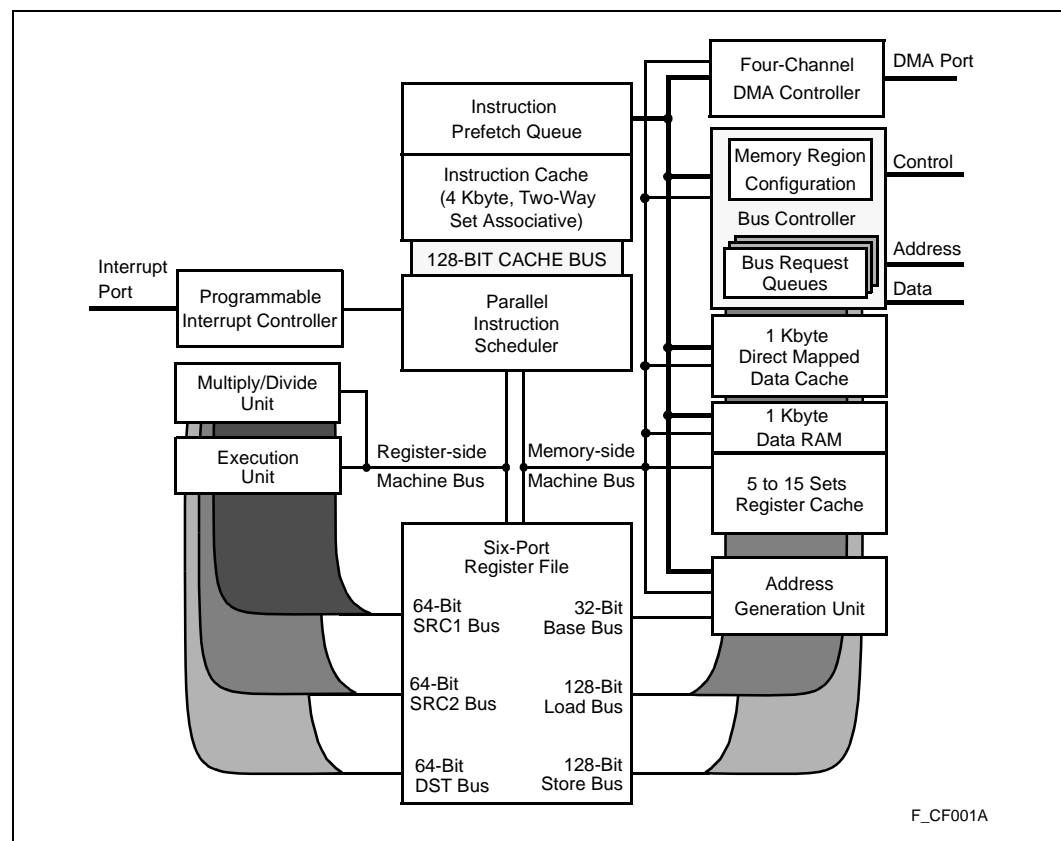 Four-Channel
DMA Controller
DMA Port
Instruction
Prefetch Queue
Instruction Cache
(4 Kbyte, Two-Way
Set Associative)
128-BIT CACHE BUS
Memory Region
Configuration
Control
Bus Controller
Bus Request
Queues
Address
Data
Interrupt
Port
Programmable
Interrupt Controller
Parallel
Instruction
Scheduler
1 Kbyte
Direct Mapped
Data Cache
Multiply/Divide
Unit
1 Kbyte
Data RAM
Execution
Unit
Register-side
Machine Bus
Memory-side
Machine Bus
5 to 15 Sets
Register Cache
Six-Port
Register File
Address
Generation Unit
64-Bit
SRC1 Bus
32-Bit
Base Bus
64-Bit
SRC2 Bus
128-Bit
Load Bus
64-Bit
DST Bus
128-Bit
Store Bus
F_CF001A